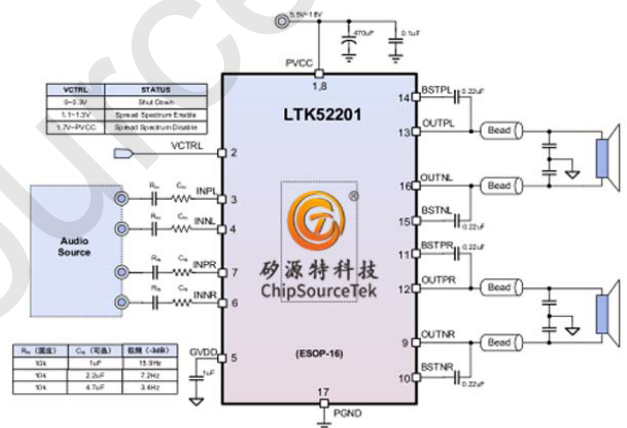 5.5V~16V
470uF
0.1uF
PVCC
1,8
VCTRL STATUS
0~0.3V Shut Down
1.1~1.3V Spread Spectrum Enable
1.7V~PVCC Spread Spectrum Disable
LTK52201
VCTRL
2
14
BSTPL
0.22uF
13
OUTPL
Bead
16
OUTNL
Bead
15
BSTNL
0.22uF
11
BSTPR
0.22uF
12
OUTPR
Bead
9
OUTNR
Bead
10
BSTNR
0.22uF
Audio
Source
INPL
3
INNL
4
INPR
7
INNR
6
®
矽源特科技
ChipSourceTek
(ESOP-16)
GVDD
5
1uF
10k 1uF 15.9Hz
10k 2.2uF 7.2Hz
10k 4.7uF 3.4Hz
17
PGND